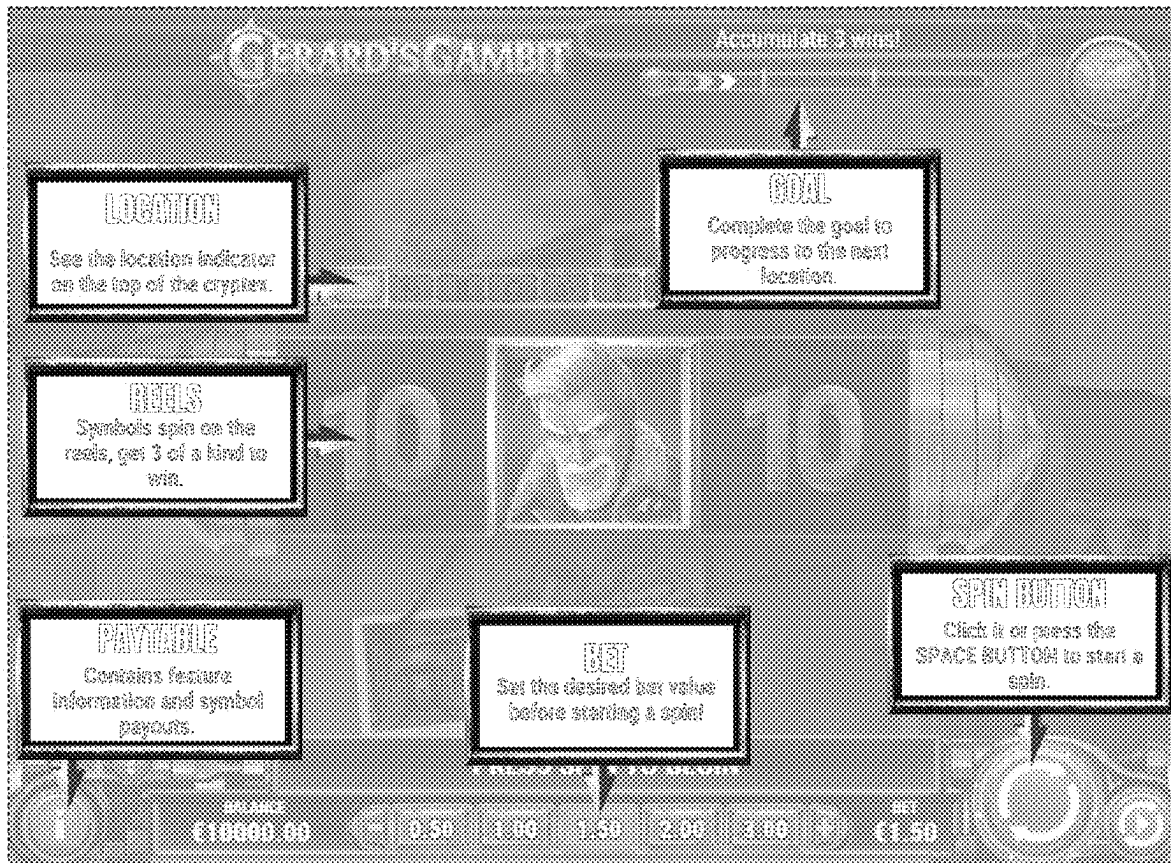 GERARD'S GAMBIT
Accumulate 3 wins!
LOCATION
See the location indicator
on the top of the cryptex.
GOAL
Complete the goal to
progress to the next
location.
REELS
Symbols spin on the
reels, get 3 of a kind to
win.
10
PAYTABLE
Contains feature
information and symbol
payouts.
BET
Set the desired bet value
before starting a spin!
SPIN BUTTON
Click it or press the
SPACE BUTTON to start a
spin.
BALANCE
£10000.00
0.50 1.00 1.50 2.00 3.00
BET
£1.50